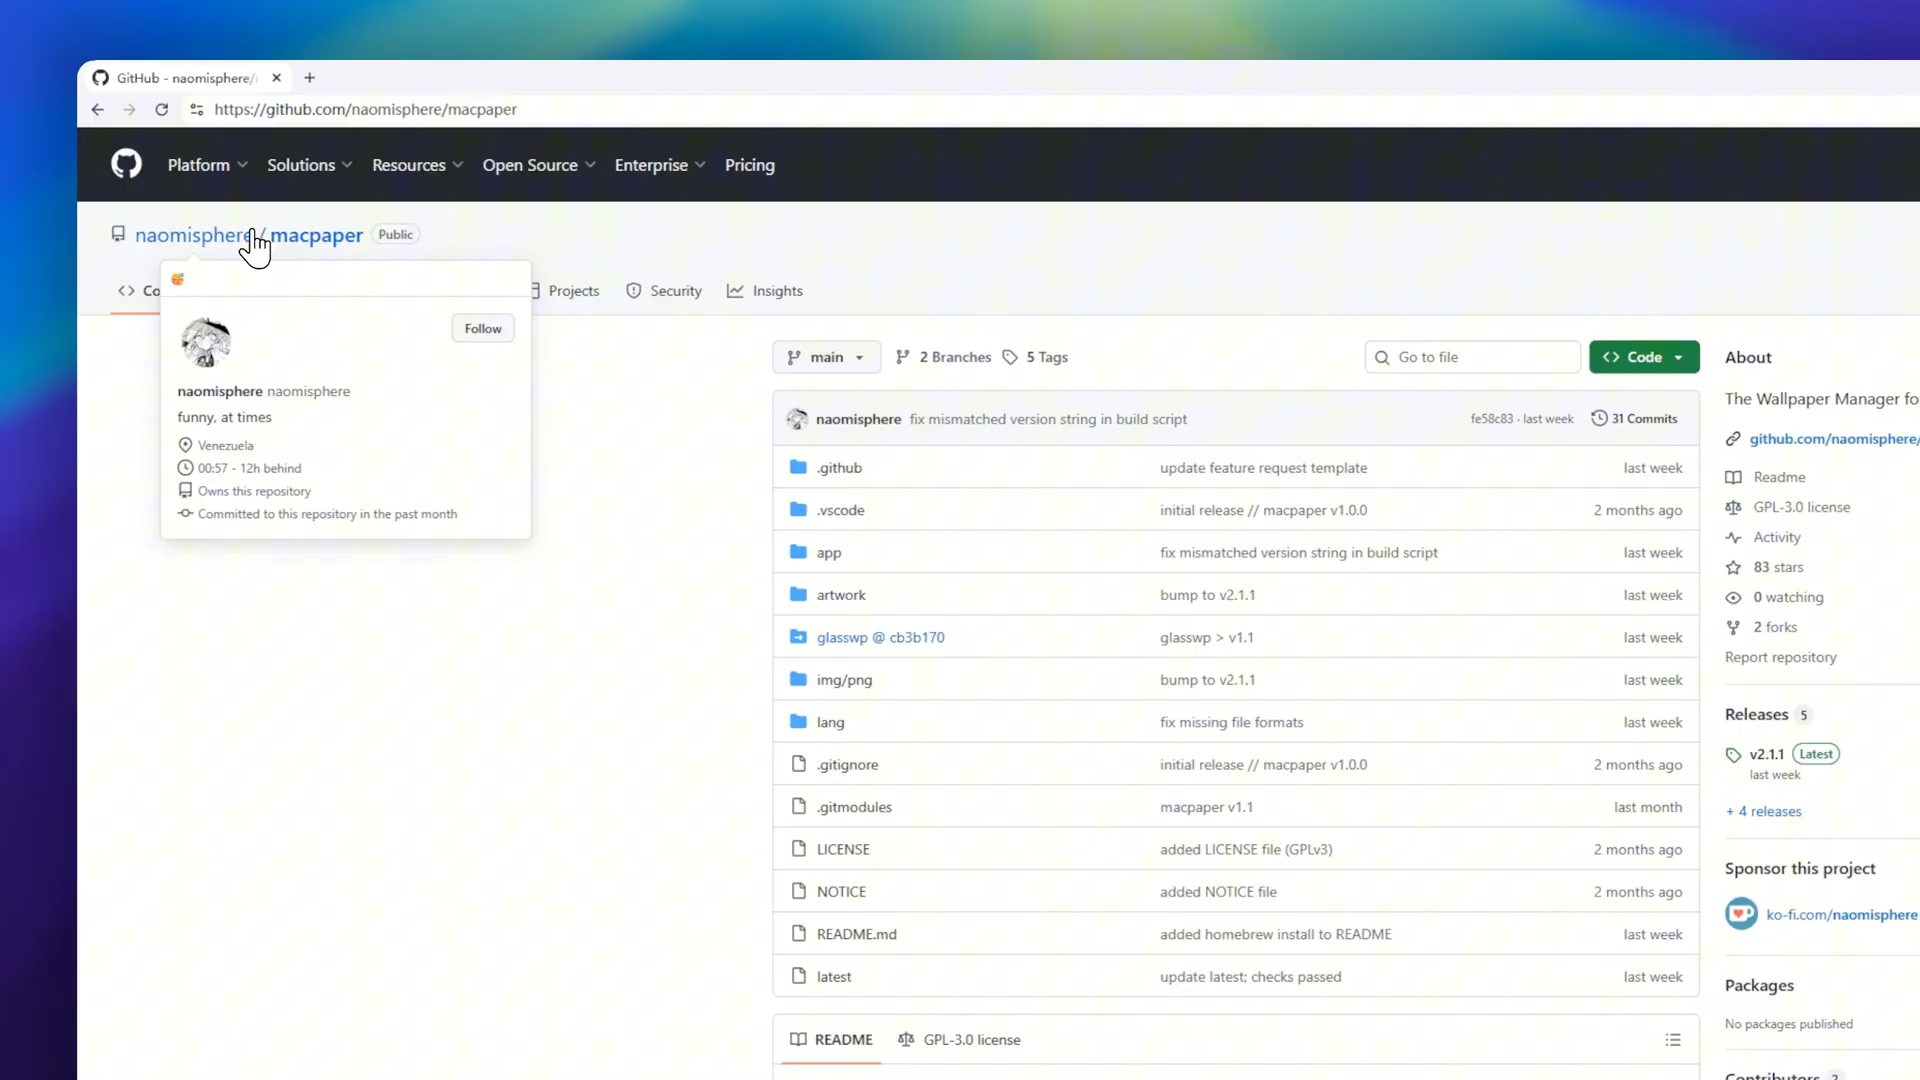 GitHub - naomisphere/
https://github.com/naomisphere/macpaper
Platform Solutions Resources Open Source Enterprise Pricing
naomisphere / macpaper Public
Co Projects Security Insights
Follow
naomisphere naomisphere
funny, at times
Venezuela
00:57 - 12h behind
Owns this repository
Committed to this repository in the past month
main 2 Branches 5 Tags Go to file Code
naomisphere fix mismatched version string in build script fe58c83 · last week 31 Commits
.github update feature request template last week
.vscode initial release // macpaper v1.0.0 2 months ago
app fix mismatched version string in build script last week
artwork bump to v2.1.1 last week
glasswp @ cb3b170 glasswp > v1.1 last week
img/png bump to v2.1.1 last week
lang fix missing file formats last week
.gitignore initial release // macpaper v1.0.0 2 months ago
.gitmodules macpaper v1.1 last month
LICENSE added LICENSE file (GPLv3) 2 months ago
NOTICE added NOTICE file 2 months ago
README.md added homebrew install to README last week
latest update latest; checks passed last week
README GPL-3.0 license
About
The Wallpaper Manager fo
github.com/naomisphere/
Readme
GPL-3.0 license
Activity
83 stars
0 watching
2 forks
Report repository
Releases 5
v2.1.1 Latest
last week
+ 4 releases
Sponsor this project
ko-fi.com/naomisphere
Packages
No packages published
Contributors 2